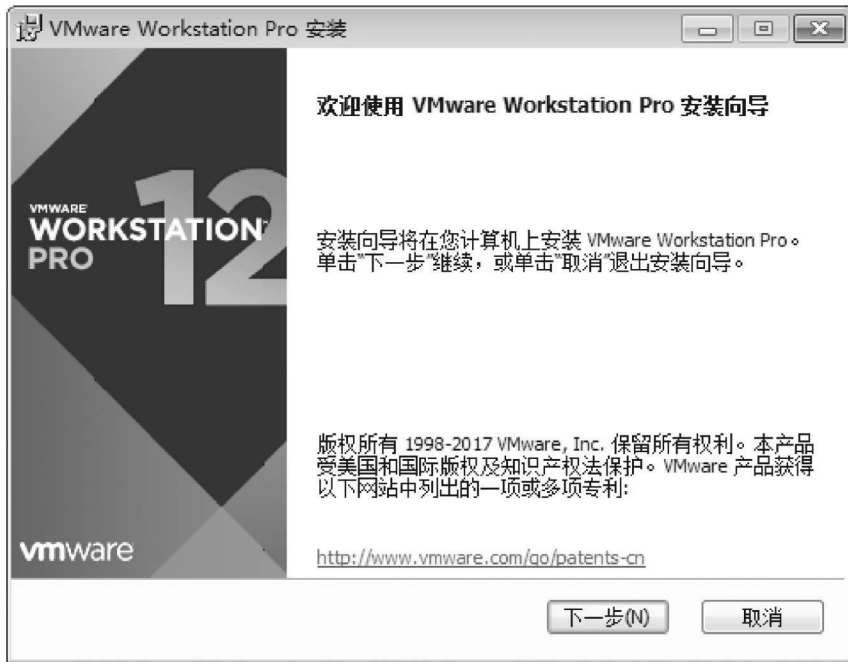 VMware Workstation Pro 安装
欢迎使用 VMware Workstation Pro 安装向导
VMWARE
WORKSTATION™
PRO
12
安装向导将在您计算机上安装 VMware Workstation Pro。
单击"下一步"继续，或单击"取消"退出安装向导。
版权所有 1998-2017 VMware, Inc. 保留所有权利。本产品
受美国和国际版权及知识产权法保护。VMware 产品获得
以下网站中列出的一项或多项专利:
vmware
http://www.vmware.com/go/patents-cn
下一步(N)
取消